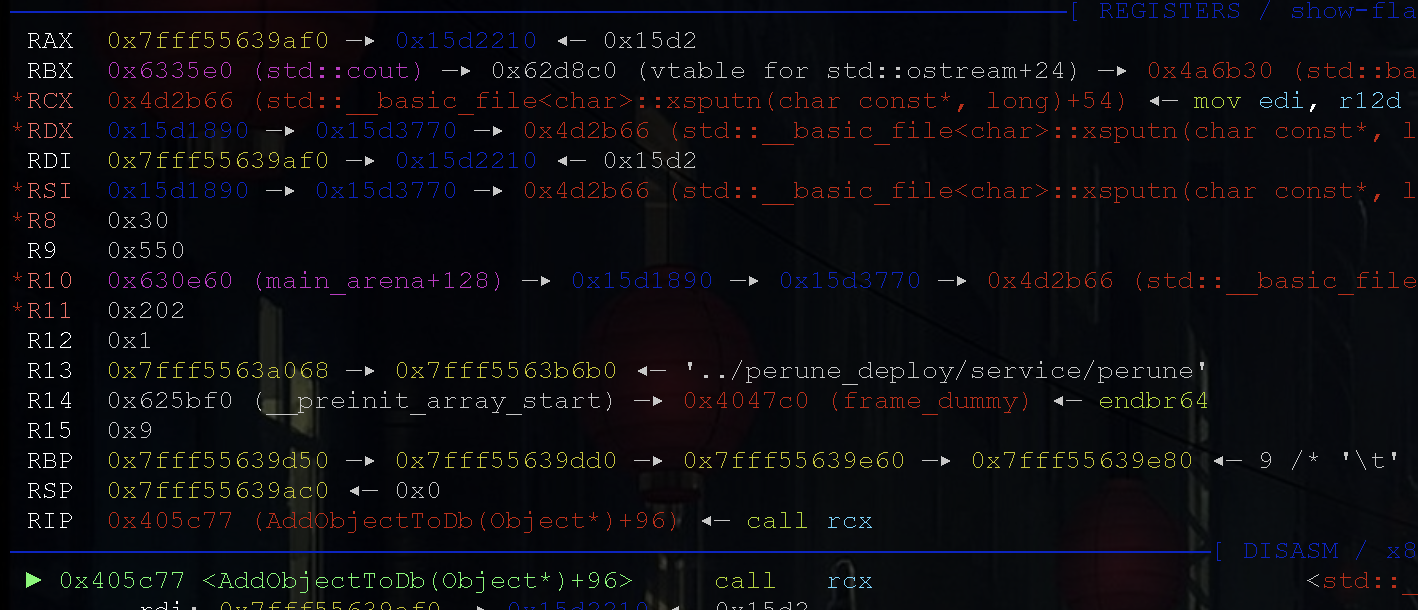 [ REGISTERS / show-fla
RAX 0x7fff55639af0 —▸ 0x15d2210 ◂— 0x15d2
RBX 0x6335e0 (std::cout) —▸ 0x62d8c0 (vtable for std::ostream+24) —▸ 0x4a6b30 (std::ba
*RCX 0x4d2b66 (std::__basic_file<char>::xsputn(char const*, long)+54) ◂— mov edi, r12d
*RDX 0x15d1890 —▸ 0x15d3770 —▸ 0x4d2b66 (std::__basic_file<char>::xsputn(char const*, l
RDI 0x7fff55639af0 —▸ 0x15d2210 ◂— 0x15d2
*RSI 0x15d1890 —▸ 0x15d3770 —▸ 0x4d2b66 (std::__basic_file<char>::xsputn(char const*, l
*R8 0x30
R9 0x550
*R10 0x630e60 (main_arena+128) —▸ 0x15d1890 —▸ 0x15d3770 —▸ 0x4d2b66 (std::__basic_file
*R11 0x202
R12 0x1
R13 0x7fff5563a068 —▸ 0x7fff5563b6b0 ◂— '../perune_deploy/service/perune'
R14 0x625bf0 (__preinit_array_start) —▸ 0x4047c0 (frame_dummy) ◂— endbr64
R15 0x9
RBP 0x7fff55639d50 —▸ 0x7fff55639dd0 —▸ 0x7fff55639e60 —▸ 0x7fff55639e80 ◂— 9 /* '\t'
RSP 0x7fff55639ac0 ◂— 0x0
RIP 0x405c77 (AddObjectToDb(Object*)+96) ◂— call rcx
[ DISASM / x8
► 0x405c77 <AddObjectToDb(Object*)+96> call rcx <std::_
rdi: 0x7fff55639af0 —▸ 0x15d2210 ◂— 0x15d2